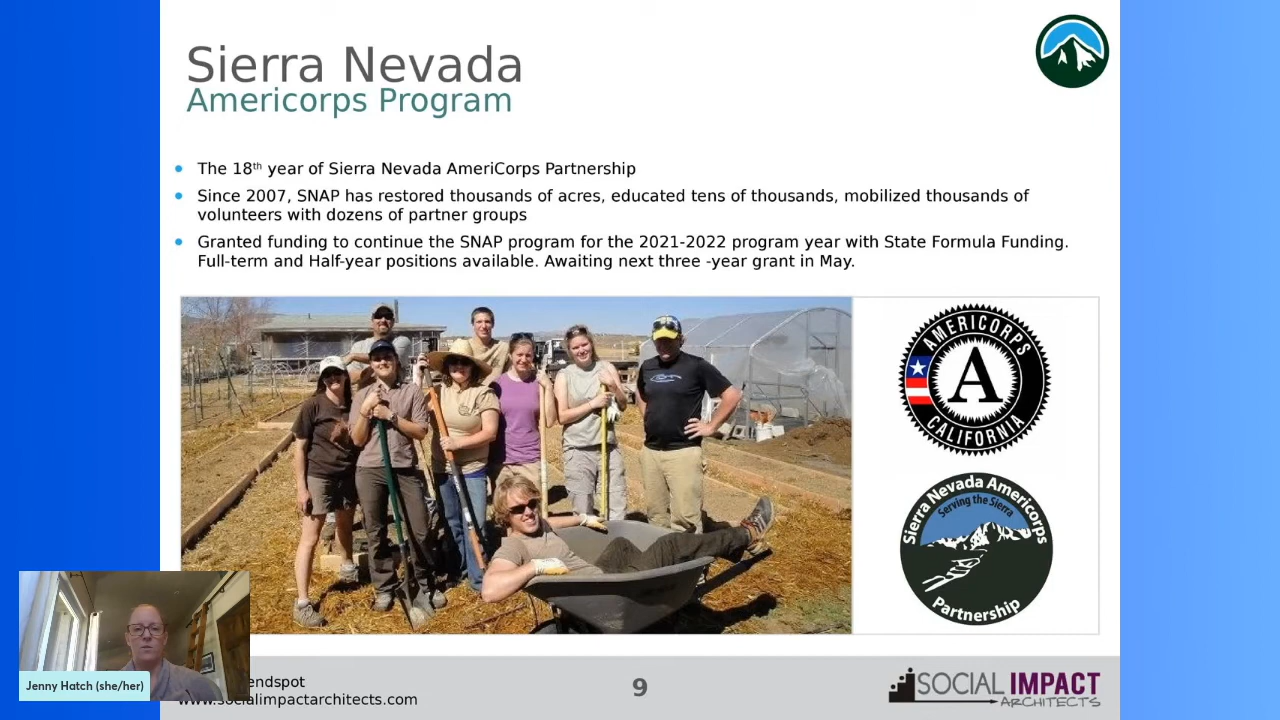 Sierra Nevada
Americorps Program
• The 18th year of Sierra Nevada AmeriCorps Partnership
• Since 2007, SNAP has restored thousands of acres, educated tens of thousands, mobilized thousands of
volunteers with dozens of partner groups
• Granted funding to continue the SNAP program for the 2021-2022 program year with State Formula Funding.
Full-term and Half-year positions available. Awaiting next three -year grant in May.
AMERICORPS
A
CALIFORNIA
Sierra Nevada Americorps
Serving the Sierra
Partnership
Jenny Hatch (she/her)
endspot
www.socialimpactarchitects.com
9
SOCIAL IMPACT
ARCHITECTS